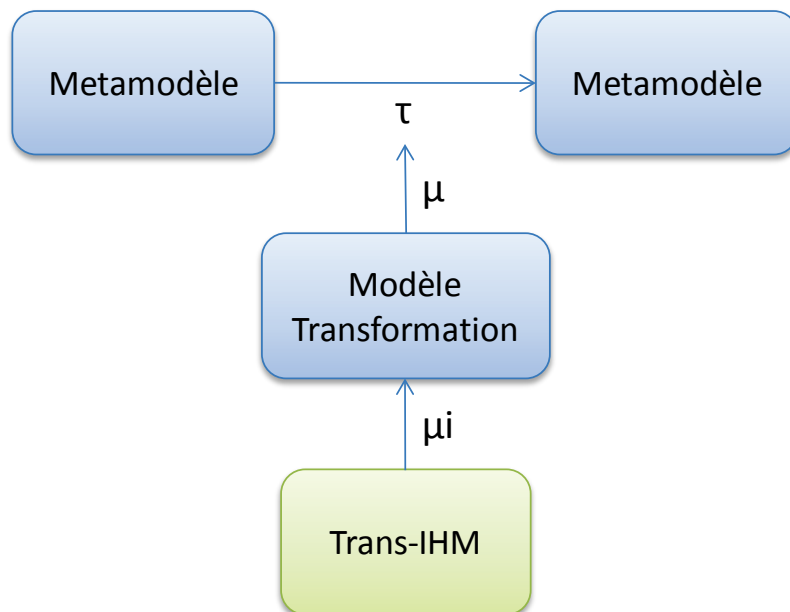 Metamodèle
Metamodèle
τ
μ
Modèle
Transformation
μi
Trans-IHM